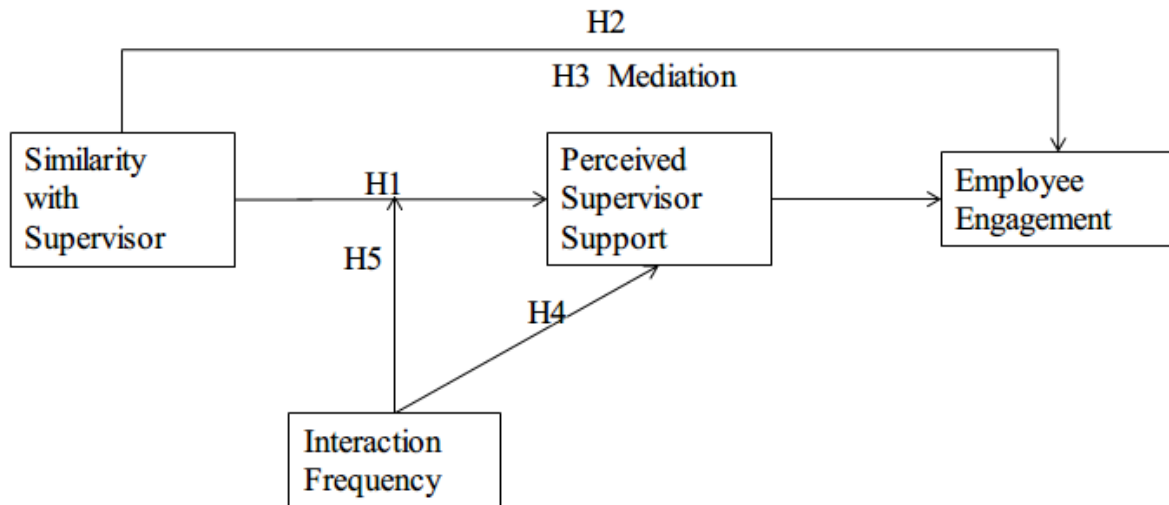 H2
H3 Mediation
Similarity
with
Supervisor
H1
Perceived
Supervisor
Support
Employee
Engagement
H5
H4
Interaction
Frequency